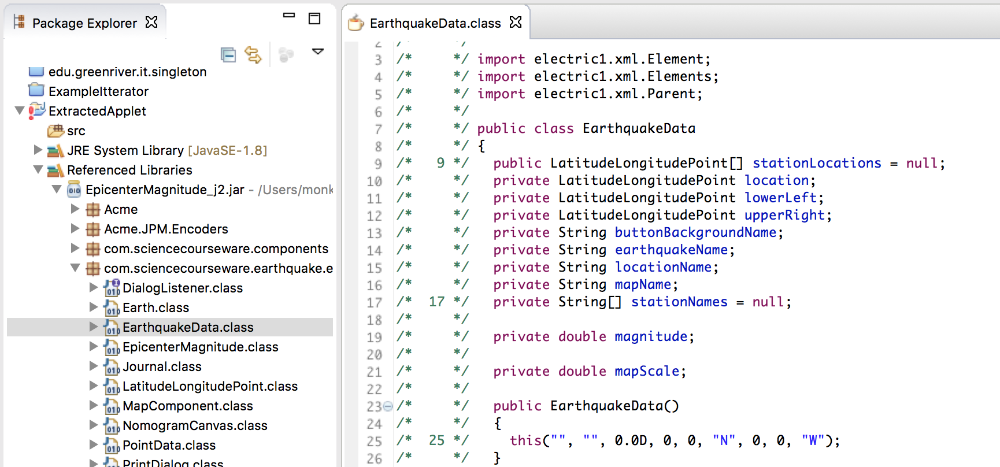 Package Explorer
edu.greenriver.it.singleton
ExampleItterator
ExtractedApplet
src
JRE System Library [JavaSE-1.8]
Referenced Libraries
EpicenterMagnitude_j2.jar - /Users/monk
Acme
Acme.JPM.Encoders
com.sciencecourseware.components
com.sciencecourseware.earthquake.e
DialogListener.class
Earth.class
EarthquakeData.class
EpicenterMagnitude.class
Journal.class
LatitudeLongitudePoint.class
MapComponent.class
NomogramCanvas.class
PointData.class
PrintDialog.class
EarthquakeData.class
2 /* */
3 /* */ import electric1.xml.Element;
4 /* */ import electric1.xml.Elements;
5 /* */ import electric1.xml.Parent;
6 /* */
7 /* */ public class EarthquakeData
8 /* */ {
9 /* 9 */ public LatitudeLongitudePoint[] stationLocations = null;
10 /* */ private LatitudeLongitudePoint location;
11 /* */ private LatitudeLongitudePoint lowerLeft;
12 /* */ private LatitudeLongitudePoint upperRight;
13 /* */ private String buttonBackgroundName;
14 /* */ private String earthquakeName;
15 /* */ private String locationName;
16 /* */ private String mapName;
17 /* 17 */ private String[] stationNames = null;
18 /* */
19 /* */ private double magnitude;
20 /* */
21 /* */ private double mapScale;
22 /* */
23 /* */ public EarthquakeData()
24 /* */ {
25 /* 25 */ this("", "", 0.0D, 0, 0, "N", 0, 0, "W");
26 /* */ }